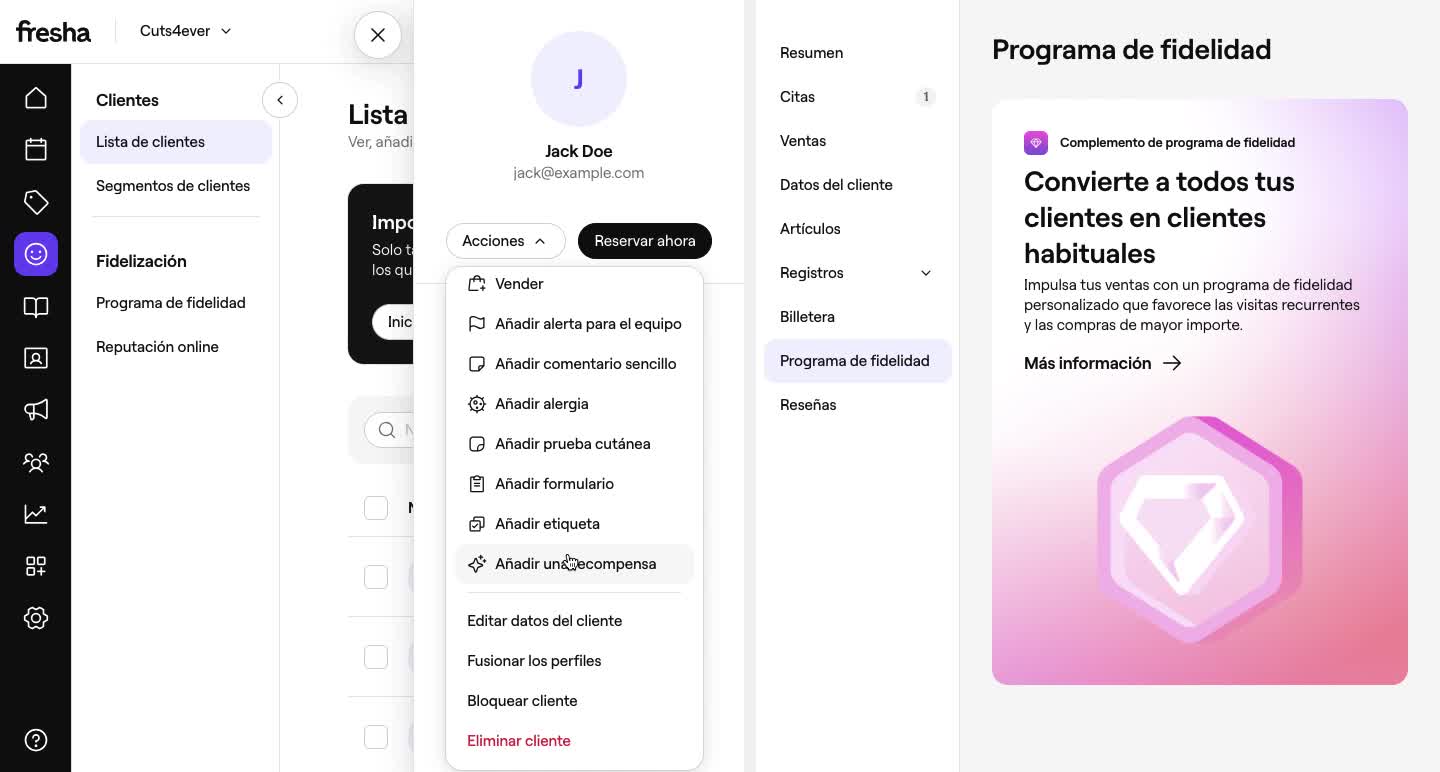 fresha
Cuts4ever
Clientes
Lista de clientes
Segmentos de clientes
Fidelización
Programa de fidelidad
Reputación online
Lista
Ver, añadi
Impo
Solo ta
los qu
Inic
J
Jack Doe
jack@example.com
Acciones
Reservar ahora
Vender
Añadir alerta para el equipo
Añadir comentario sencillo
Añadir alergia
Añadir prueba cutánea
Añadir formulario
Añadir etiqueta
Añadir una recompensa
Editar datos del cliente
Fusionar los perfiles
Bloquear cliente
Eliminar cliente
Resumen
Citas 1
Ventas
Datos del cliente
Artículos
Registros
Billetera
Programa de fidelidad
Reseñas
Programa de fidelidad
Complemento de programa de fidelidad
Convierte a todos tus
clientes en clientes
habituales
Impulsa tus ventas con un programa de fidelidad
personalizado que favorece las visitas recurrentes
y las compras de mayor importe.
Más información